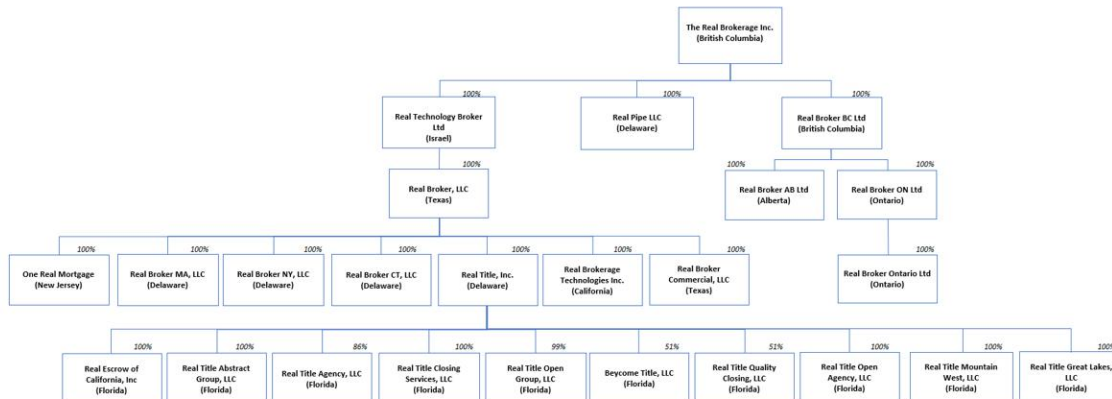 The Real Brokerage Inc.
(British Columbia)
100%
100%
100%
Real Technology Broker
Ltd
(Israel)
Real Pipe LLC
(Delaware)
Real Broker BC Ltd
(British Columbia)
100%
100%
100%
Real Broker, LLC
(Texas)
Real Broker AB Ltd
(Alberta)
Real Broker ON Ltd
(Ontario)
100%
100%
100%
100%
100%
100%
100%
100%
One Real Mortgage
(New Jersey)
Real Broker MA, LLC
(Delaware)
Real Broker NY, LLC
(Delaware)
Real Broker CT, LLC
(Delaware)
Real Title, Inc.
(Delaware)
Real Brokerage
Technologies Inc.
(California)
Real Broker
Commercial, LLC
(Texas)
Real Broker Ontario Ltd
(Ontario)
100%
100%
86%
100%
99%
51%
51%
100%
100%
100%
Real Escrow of
California, Inc
(Florida)
Real Title Abstract
Group, LLC
(Florida)
Real Title Agency, LLC
(Florida)
Real Title Closing
Services, LLC
(Florida)
Real Title Open
Group, LLC
(Florida)
Beycome Title, LLC
(Florida)
Real Title Quality
Closing, LLC
(Florida)
Real Title Open
Agency, LLC
(Florida)
Real Title Mountain
West, LLC
(Florida)
Real Title Great Lakes,
LLC
(Florida)